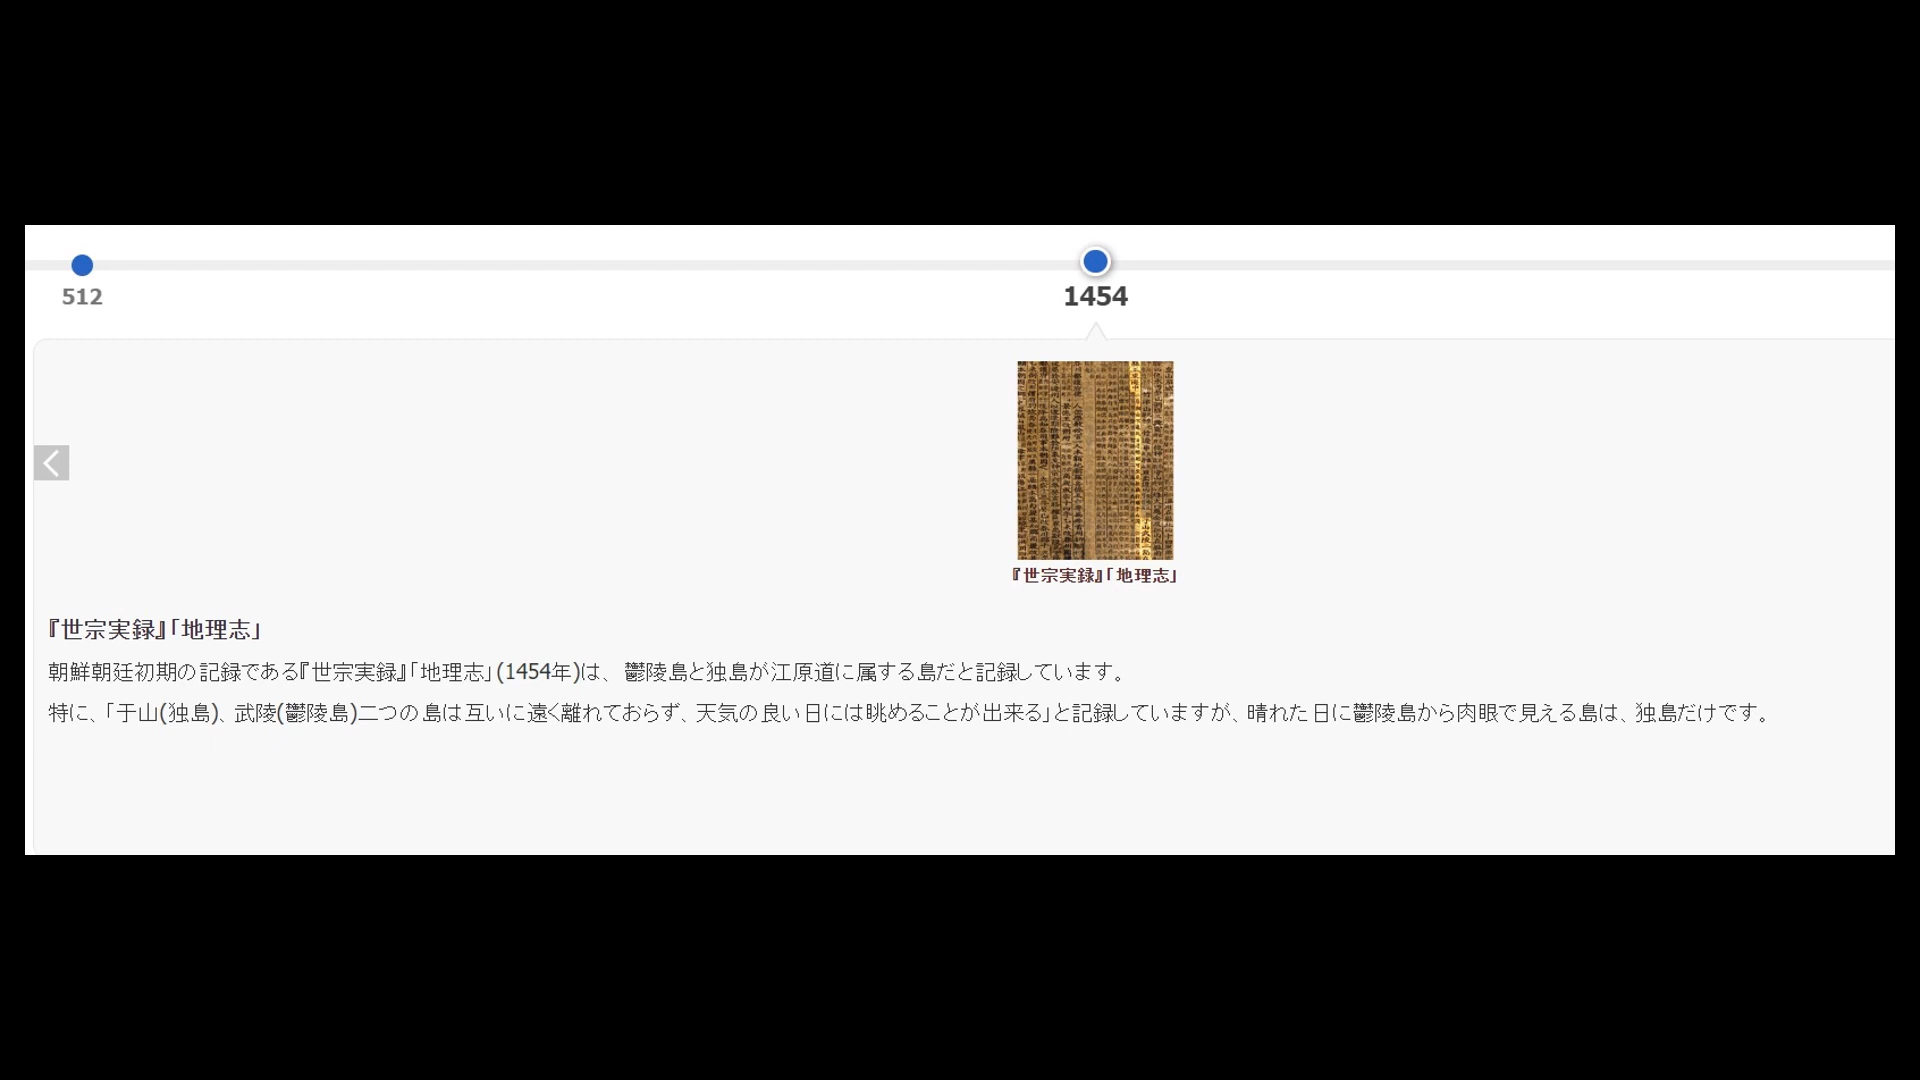 512
1454
『世宗実録』「地理志」
『世宗実録』「地理志」
朝鮮朝廷初期の記録である『世宗実録』「地理志」(1454年)は、 鬱陵島と独島が江原道に属する島だと記録しています。
特に、「于山(独島)、武陵(鬱陵島)二つの島は互いに遠く離れておらず、天気の良い日には眺めることが出来る」と記録していますが、晴れた日に鬱陵島から肉眼で見える島は、独島だけです。